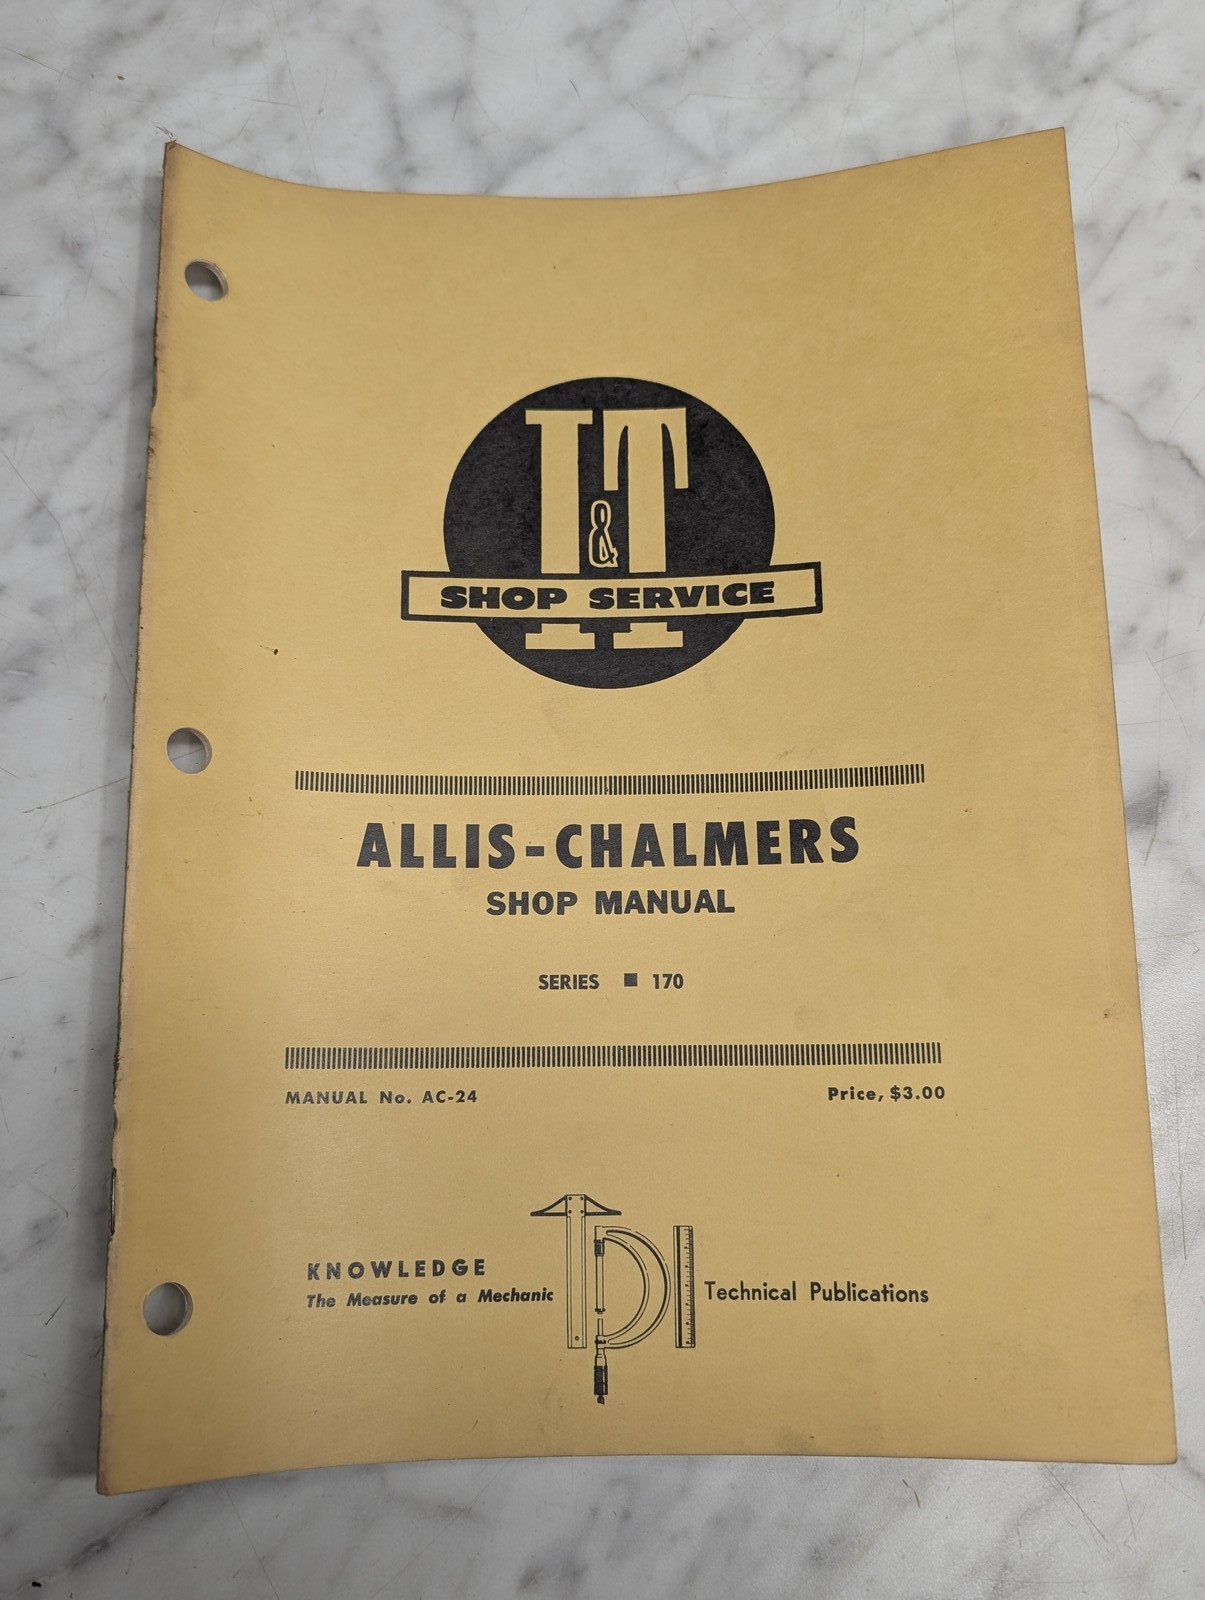 I&T
SHOP SERVICE
ALLIS-CHALMERS
SHOP MANUAL
SERIES ■ 170
MANUAL No. AC-24 Price, $3.00
KNOWLEDGE
The Measure of a Mechanic
TPI Technical Publications